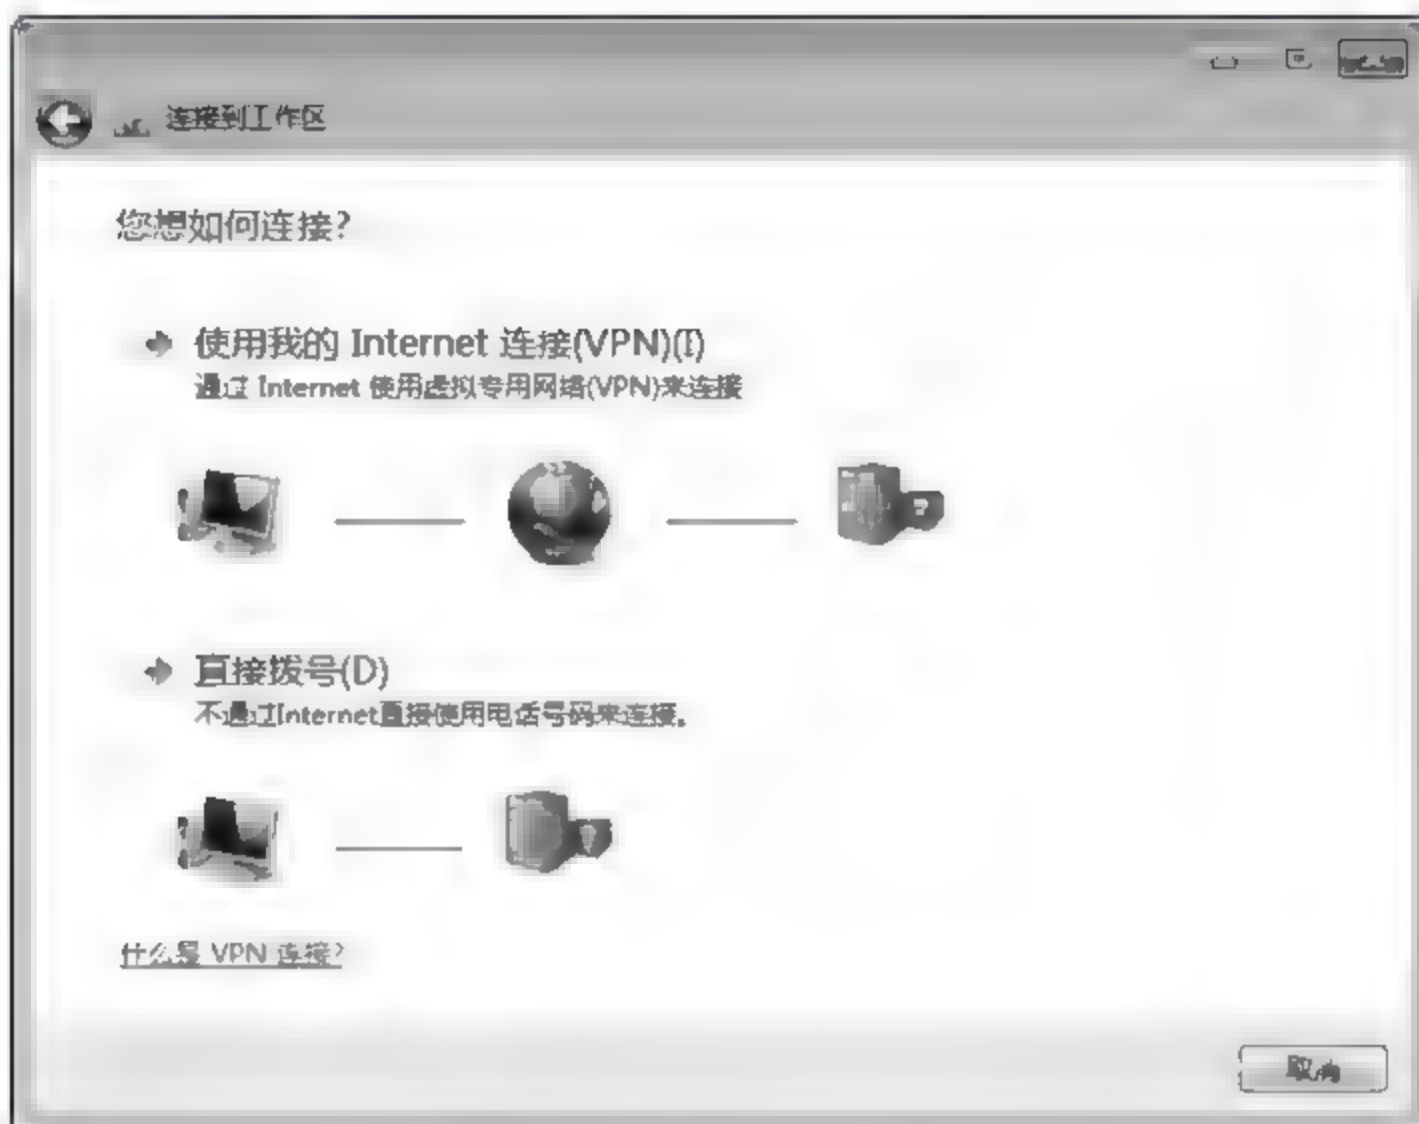 连接到工作区
您想如何连接?
使用我的 Internet 连接(VPN)(I)
通过 Internet 使用虚拟专用网络(VPN)来连接
直接拨号(D)
不通过Internet直接使用电话号码来连接。
什么是 VPN 连接?
取消